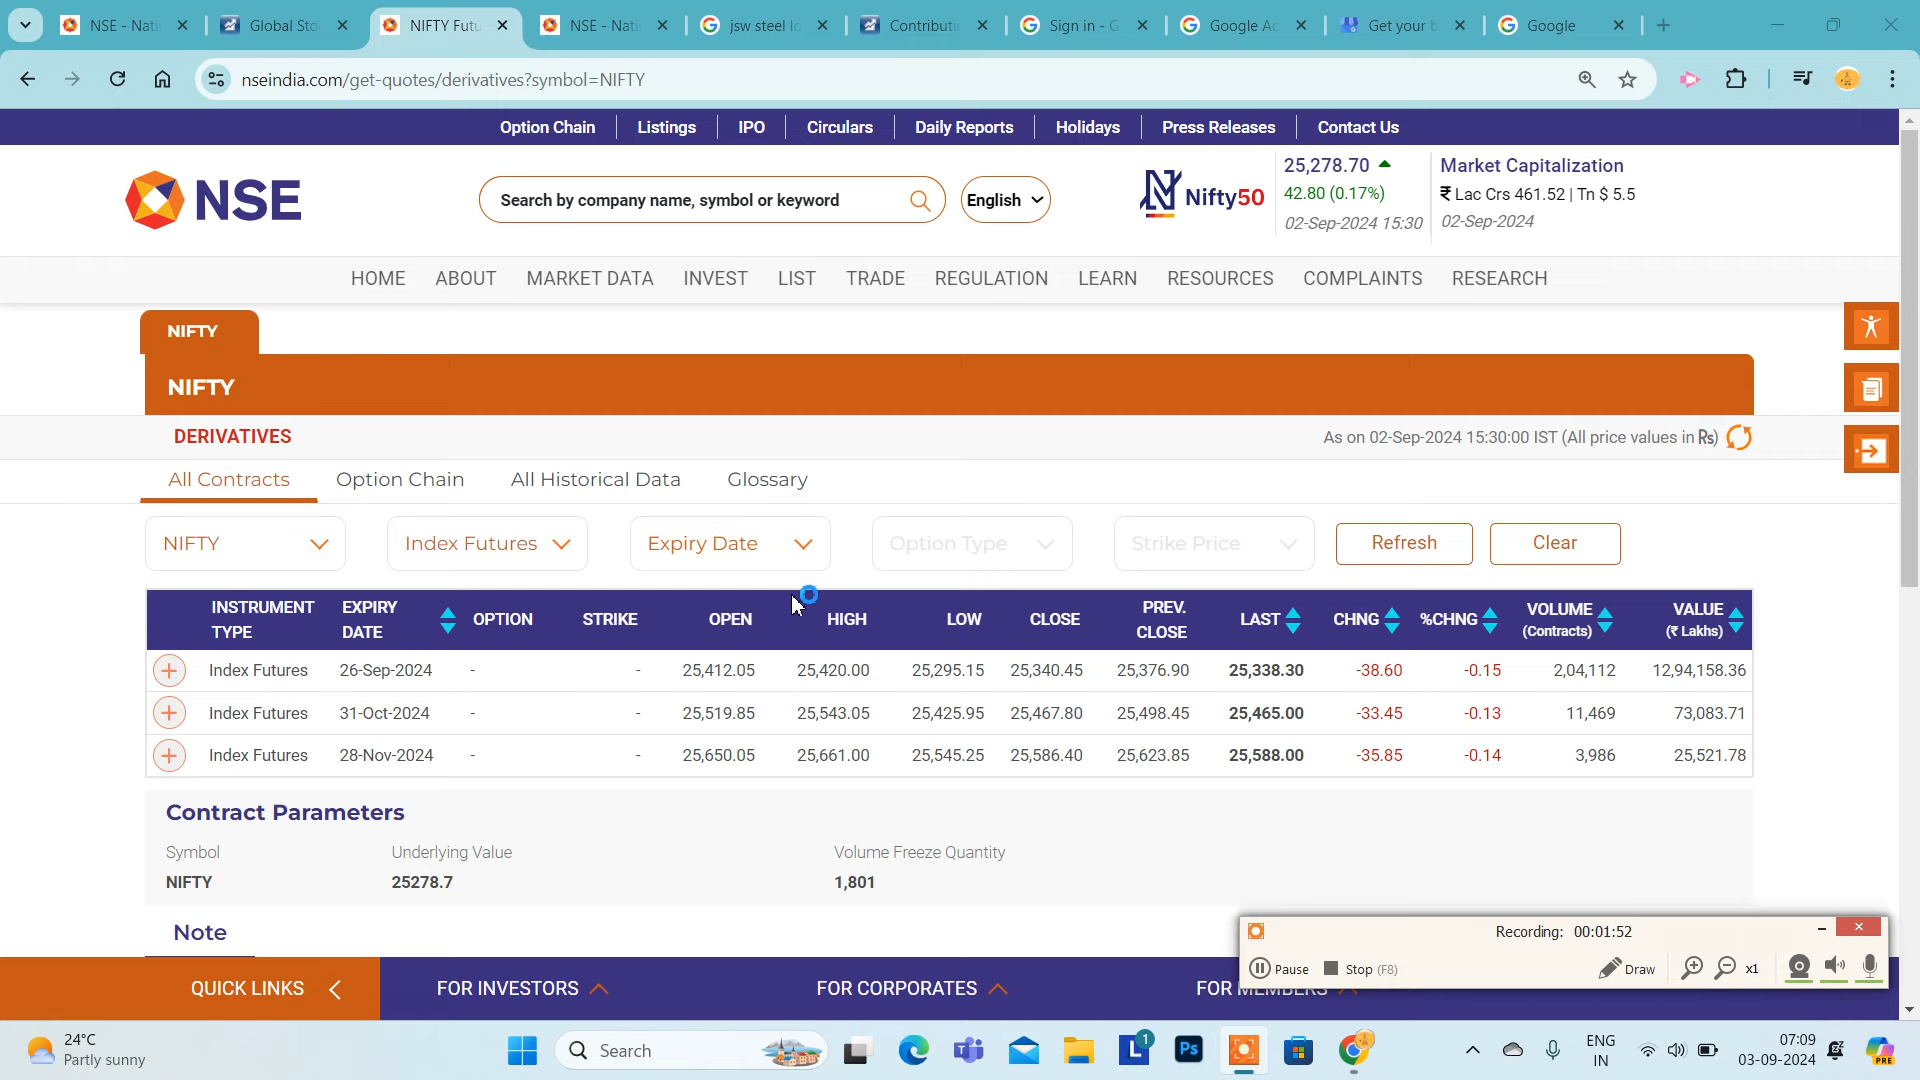 NSE - Nati
Global Sto
NIFTY Futu
NSE - Nati
jsw steel lo
Contributio
Sign in - G
Google Ac
Get your b
Google
nseindia.com/get-quotes/derivatives?symbol=NIFTY
Option Chain
Listings
IPO
Circulars
Daily Reports
Holidays
Press Releases
Contact Us
NSE
Search by company name, symbol or keyword
English
Nifty50
25,278.70
42.80 (0.17%)
02-Sep-2024 15:30
Market Capitalization
₹ Lac Crs 461.52 | Tn $ 5.5
02-Sep-2024
HOME ABOUT MARKET DATA INVEST LIST TRADE REGULATION LEARN RESOURCES COMPLAINTS RESEARCH
NIFTY
NIFTY
DERIVATIVES
As on 02-Sep-2024 15:30:00 IST (All price values in Rs)
All Contracts
Option Chain
All Historical Data
Glossary
NIFTY
Index Futures
Expiry Date
Option Type
Strike Price
Refresh
Clear
INSTRUMENT TYPE EXPIRY DATE OPTION STRIKE OPEN HIGH LOW CLOSE PREV. CLOSE LAST CHNG %CHNG VOLUME (Contracts) VALUE (₹ Lakhs)
Index Futures 26-Sep-2024 - - 25,412.05 25,420.00 25,295.15 25,340.45 25,376.90 25,338.30 -38.60 -0.15 2,04,112 12,94,158.36
Index Futures 31-Oct-2024 - - 25,519.85 25,543.05 25,425.95 25,467.80 25,498.45 25,465.00 -33.45 -0.13 11,469 73,083.71
Index Futures 28-Nov-2024 - - 25,650.05 25,661.00 25,545.25 25,586.40 25,623.85 25,588.00 -35.85 -0.14 3,986 25,521.78
Contract Parameters
Symbol Underlying Value Volume Freeze Quantity
NIFTY 25278.7 1,801
Note
Recording: 00:01:52
Pause
Stop (F8)
Draw
x1
QUICK LINKS
FOR INVESTORS
FOR CORPORATES
FOR MEMBERS
24°C
Partly sunny
Search
L
1
Ps
ENG
IN
07:09
03-09-2024
PRE